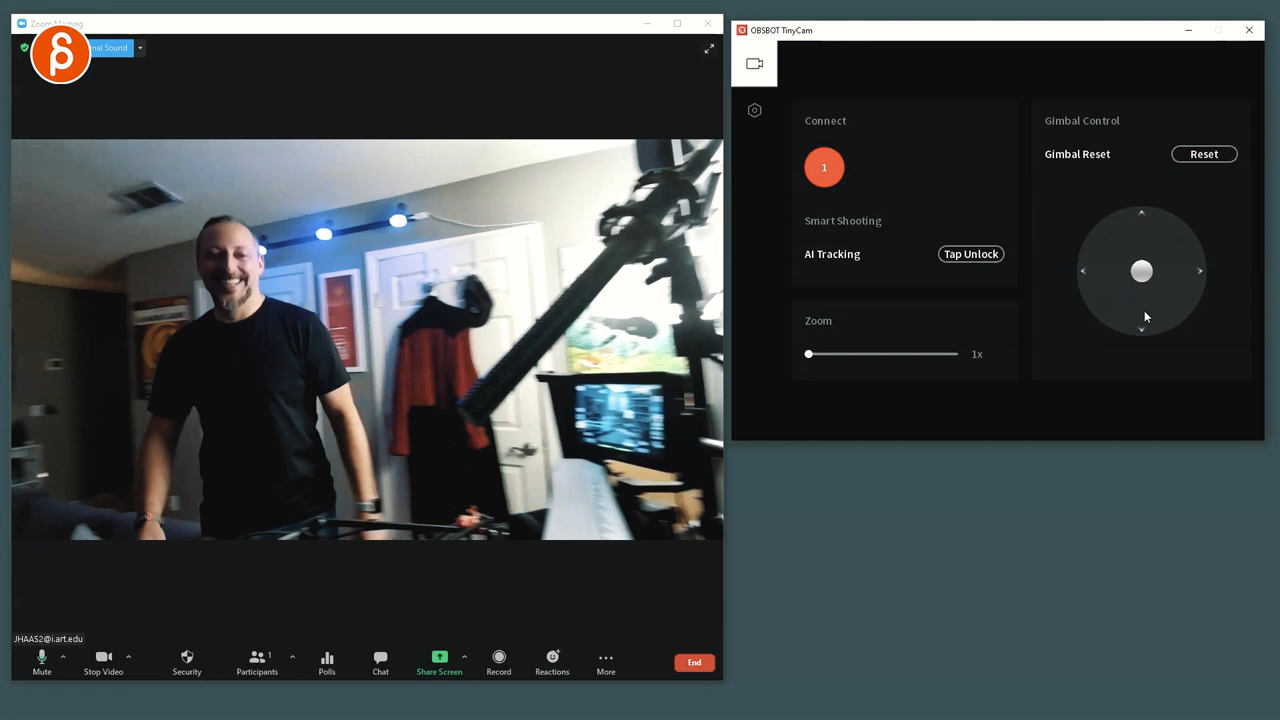 Zoom Meeting
nal Sound
JHAAS2@i.art.edu
Mute
Stop Video
Security
1
Participants
Polls
Chat
Share Screen
Record
Reactions
More
End
OBSBOT TinyCam
Connect
1
Smart Shooting
AI Tracking
Tap Unlock
Zoom
1x
Gimbal Control
Gimbal Reset
Reset